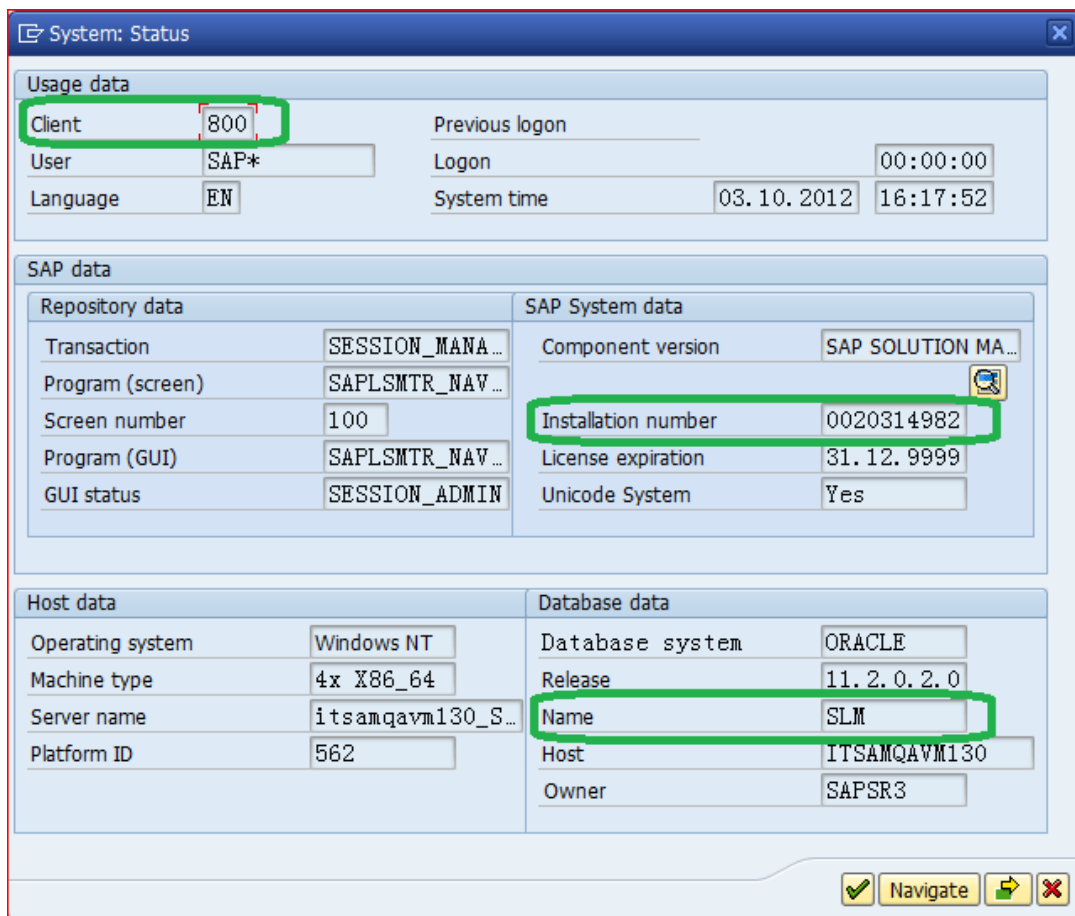 System: Status
Usage data
Client 800 Previous logon
User SAP* Logon 00:00:00
Language EN System time 03.10.2012 16:17:52
SAP data
Repository data SAP System data
Transaction SESSION_MANA… Component version SAP SOLUTION MA…
Program (screen) SAPLSMTR_NAV…
Screen number 100 Installation number 0020314982
Program (GUI) SAPLSMTR_NAV… License expiration 31.12.9999
GUI status SESSION_ADMIN Unicode System Yes
Host data Database data
Operating system Windows NT Database system ORACLE
Machine type 4x X86_64 Release 11.2.0.2.0
Server name itsamqavm130_S… Name SLM
Platform ID 562 Host ITSAMQAVM130
Owner SAPSR3
Navigate